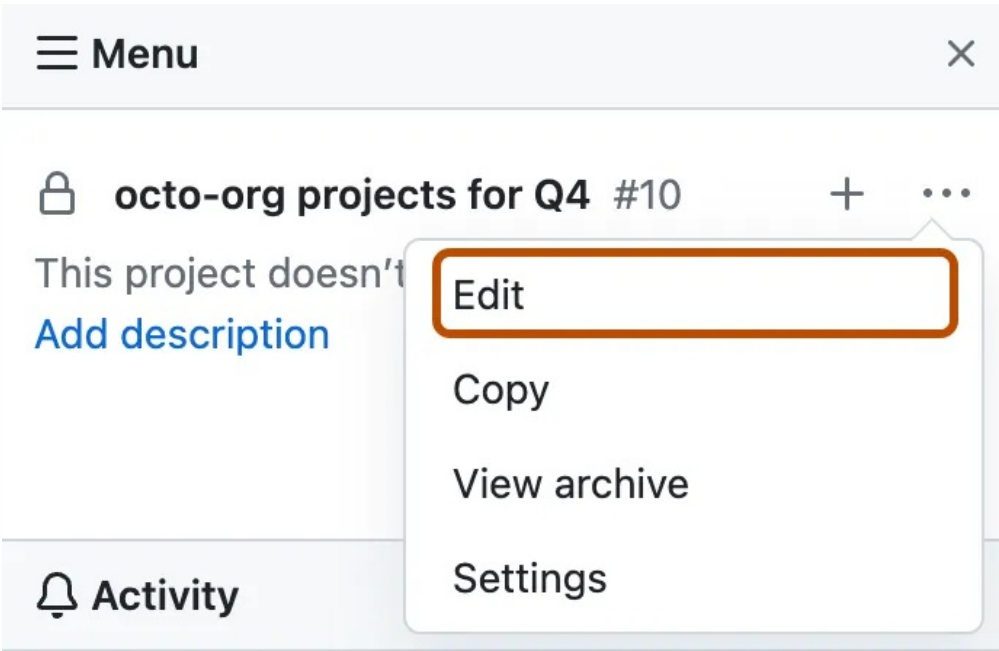 Menu
octo-org projects for Q4 #10
This project doesn't
Add description
Edit
Copy
View archive
Settings
Activity